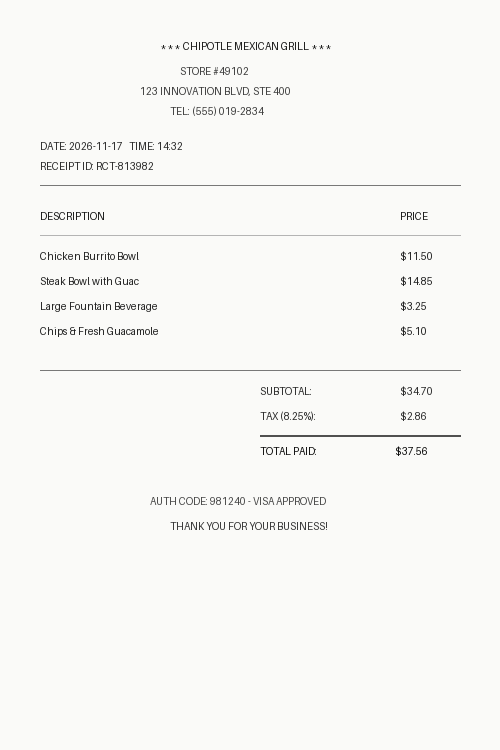 *** CHIPOTLE MEXICAN GRILL ***
STORE #49102
123 INNOVATION BLVD, STE 400
TEL: (555) 019-2834
DATE: 2026-11-17 TIME: 14:32
RECEIPT ID: RCT-813982
DESCRIPTION PRICE
Chicken Burrito Bowl $11.50
Steak Bowl with Guac $14.85
Large Fountain Beverage $3.25
Chips & Fresh Guacamole $5.10
SUBTOTAL: $34.70
TAX (8.25%): $2.86
TOTAL PAID: $37.56
AUTH CODE: 981240 - VISA APPROVED
THANK YOU FOR YOUR BUSINESS!